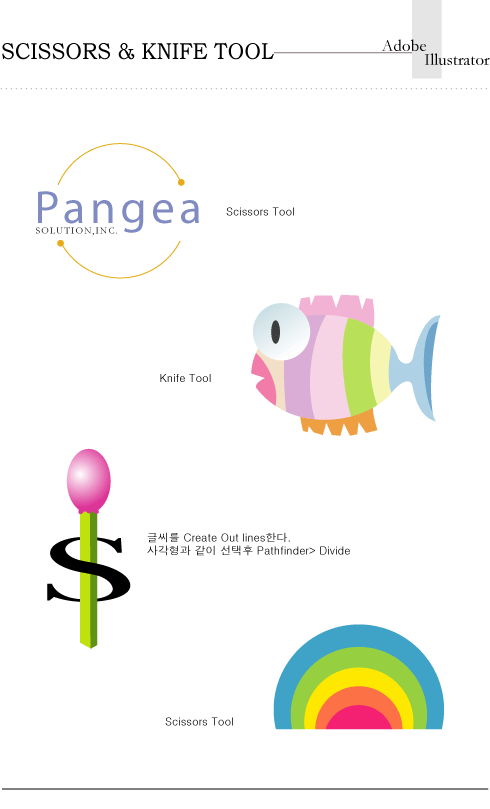 SCISSORS & KNIFE TOOL
Adobe
Illustrator
Pangea
SOLUTION,INC.
Scissors Tool
Knife Tool
S
글씨를 Create Out lines한다.
사각형과 같이 선택후 Pathfinder> Divide
Scissors Tool